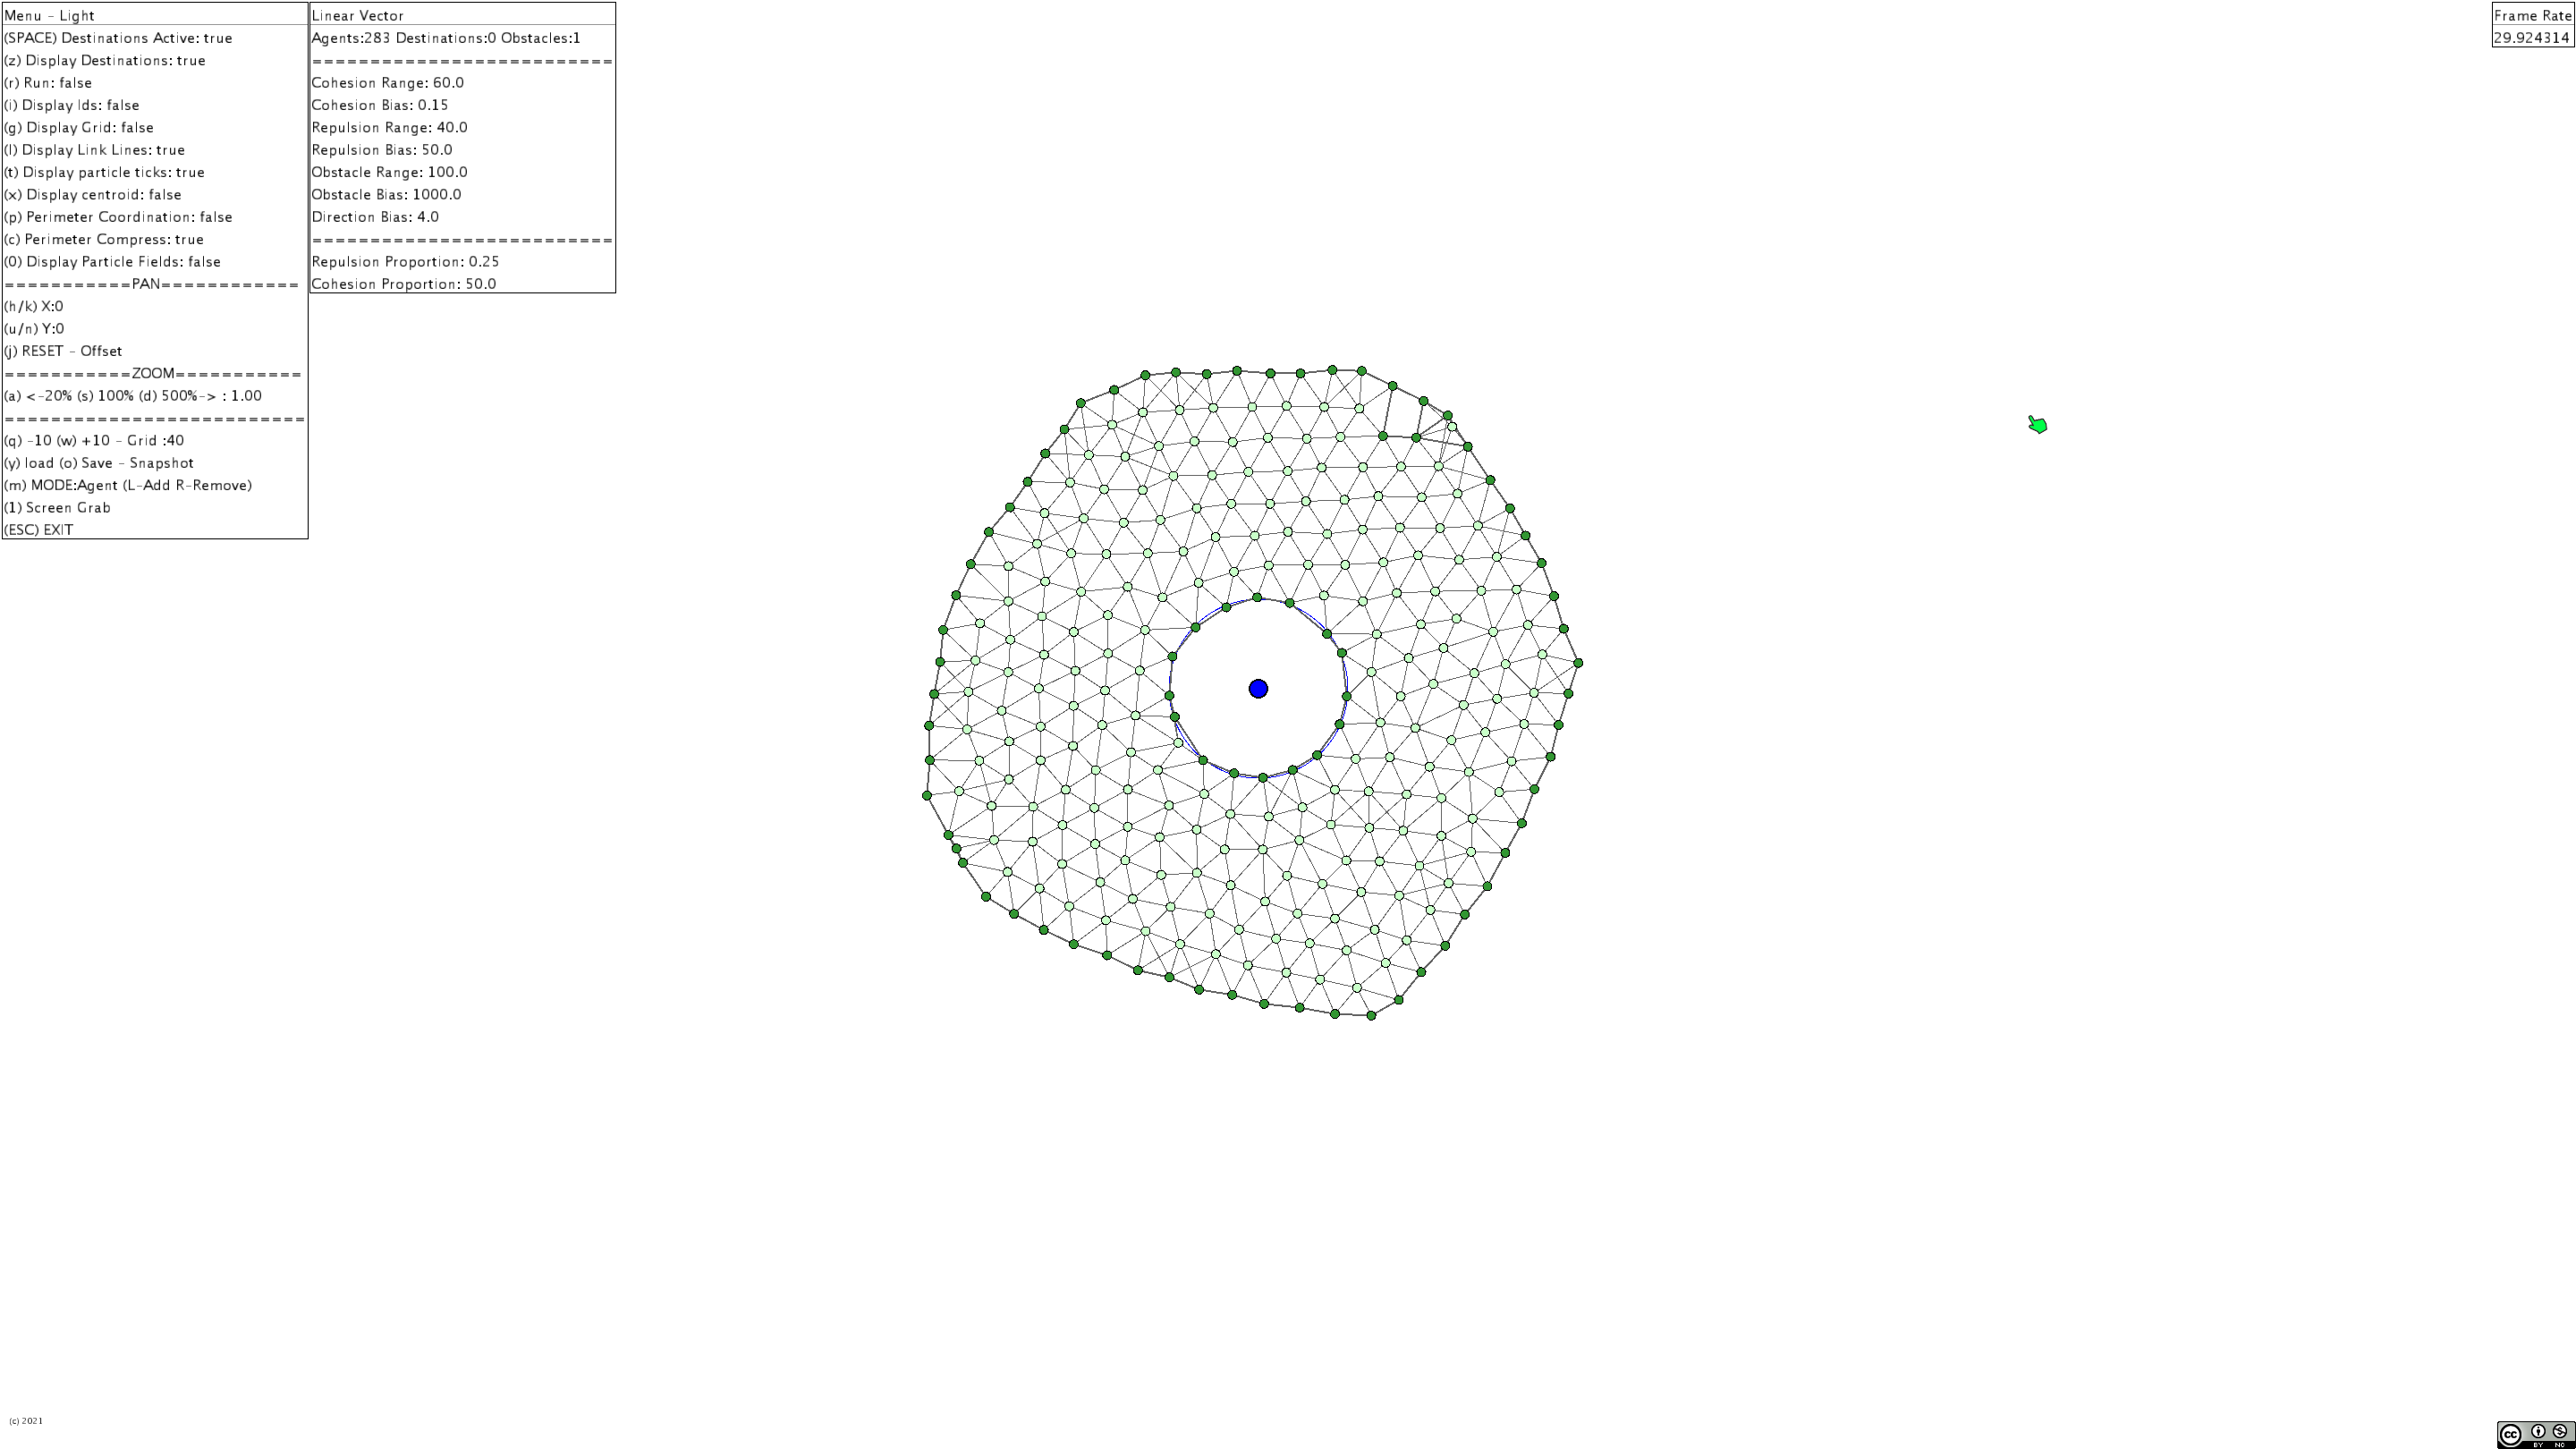 Menu - Light
(SPACE) Destinations Active: true
(z) Display Destinations: true
(r) Run: false
(i) Display Ids: false
(g) Display Grid: false
(l) Display Link Lines: true
(t) Display particle ticks: true
(x) Display centroid: false
(p) Perimeter Coordination: false
(c) Perimeter Compress: true
(0) Display Particle Fields: false
===========PAN============
(h/k) X:0
(u/n) Y:0
(j) RESET - Offset
===========ZOOM===========
(a) <-20% (s) 100% (d) 500%-> : 1.00
==========================
(q) -10 (w) +10 - Grid :40
(y) load (o) Save - Snapshot
(m) MODE:Agent (L-Add R-Remove)
(1) Screen Grab
(ESC) EXIT
Linear Vector
Agents:283 Destinations:0 Obstacles:1
==========================
Cohesion Range: 60.0
Cohesion Bias: 0.15
Repulsion Range: 40.0
Repulsion Bias: 50.0
Obstacle Range: 100.0
Obstacle Bias: 1000.0
Direction Bias: 4.0
==========================
Repulsion Proportion: 0.25
Cohesion Proportion: 50.0
Frame Rate
29.924314
(c) 2021
cc BY NC